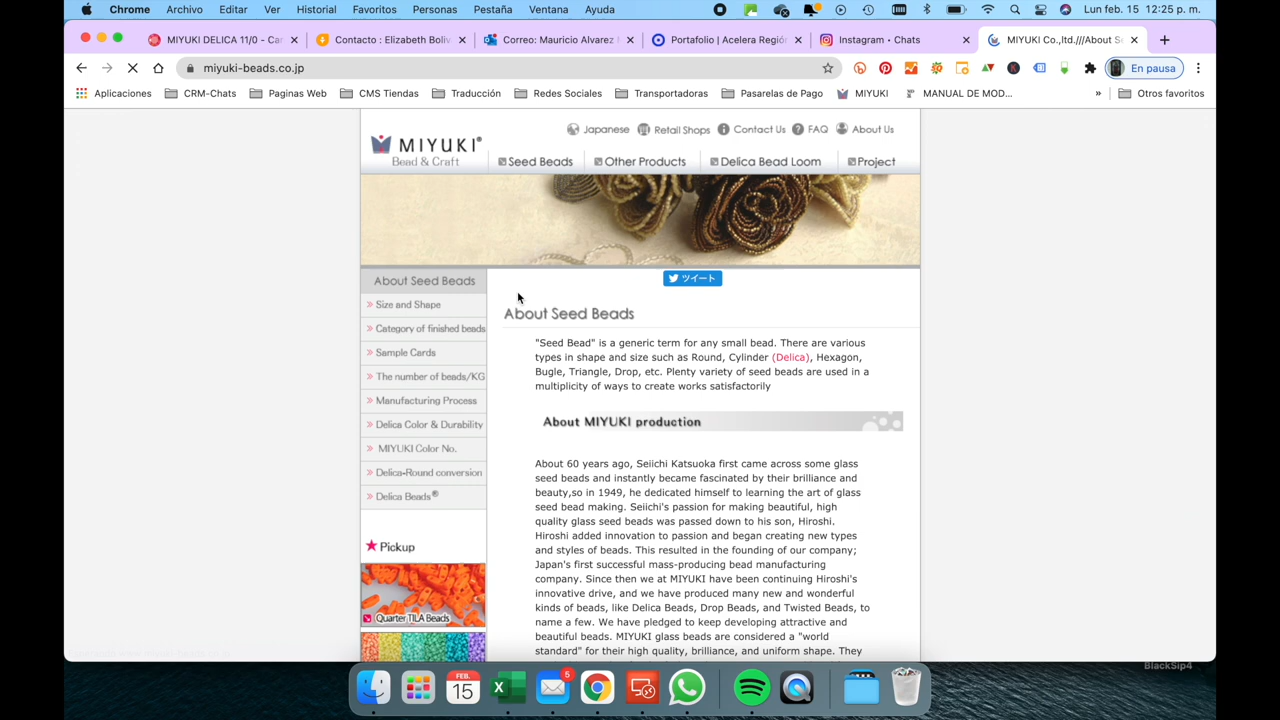 Chrome Archivo Editar Ver Historial Favoritos Personas Pestaña Ventana Ayuda Lun feb. 15 12:25 p. m.
MIYUKI DELICA 11/0 - Car Contacto : Elizabeth Boliv Correo: Mauricio Alvarez Portafolio | Acelera Regió Instagram • Chats MIYUKI Co.,ltd.///About Se
miyuki-beads.co.jp En pausa
Aplicaciones CRM-Chats Paginas Web CMS Tiendas Traducción Redes Sociales Transportadoras Pasarelas de Pago MIYUKI MANUAL DE MOD... » Otros favoritos
Japanese Retail Shops Contact Us FAQ About Us
MIYUKI®
Bead & Craft
Seed Beads Other Products Delica Bead Loom Project
About Seed Beads
Size and Shape
Category of finished beads
Sample Cards
The number of beads/KG
Manufacturing Process
Delica Color & Durability
MIYUKI Color No.
Delica-Round conversion
Delica Beads®
Pickup
Quarter TILA Beads
ツイート
About Seed Beads
"Seed Bead" is a generic term for any small bead. There are various
types in shape and size such as Round, Cylinder (Delica), Hexagon,
Bugle, Triangle, Drop, etc. Plenty variety of seed beads are used in a
multiplicity of ways to create works satisfactorily
About MIYUKI production
About 60 years ago, Seiichi Katsuoka first came across some glass
seed beads and instantly became fascinated by their brilliance and
beauty,so in 1949, he dedicated himself to learning the art of glass
seed bead making. Seiichi's passion for making beautiful, high
quality glass seed beads was passed down to his son, Hiroshi.
Hiroshi added innovation to passion and began creating new types
and styles of beads. This resulted in the founding of our company;
Japan's first successful mass-producing bead manufacturing
company. Since then we at MIYUKI have been continuing Hiroshi's
innovative drive, and we have produced many new and wonderful
kinds of beads, like Delica Beads, Drop Beads, and Twisted Beads, to
name a few. We have pledged to keep developing attractive and
beautiful beads. MIYUKI glass beads are considered a "world
standard" for their high quality, brilliance, and uniform shape. They
FEB.
15
5
BlackSip4